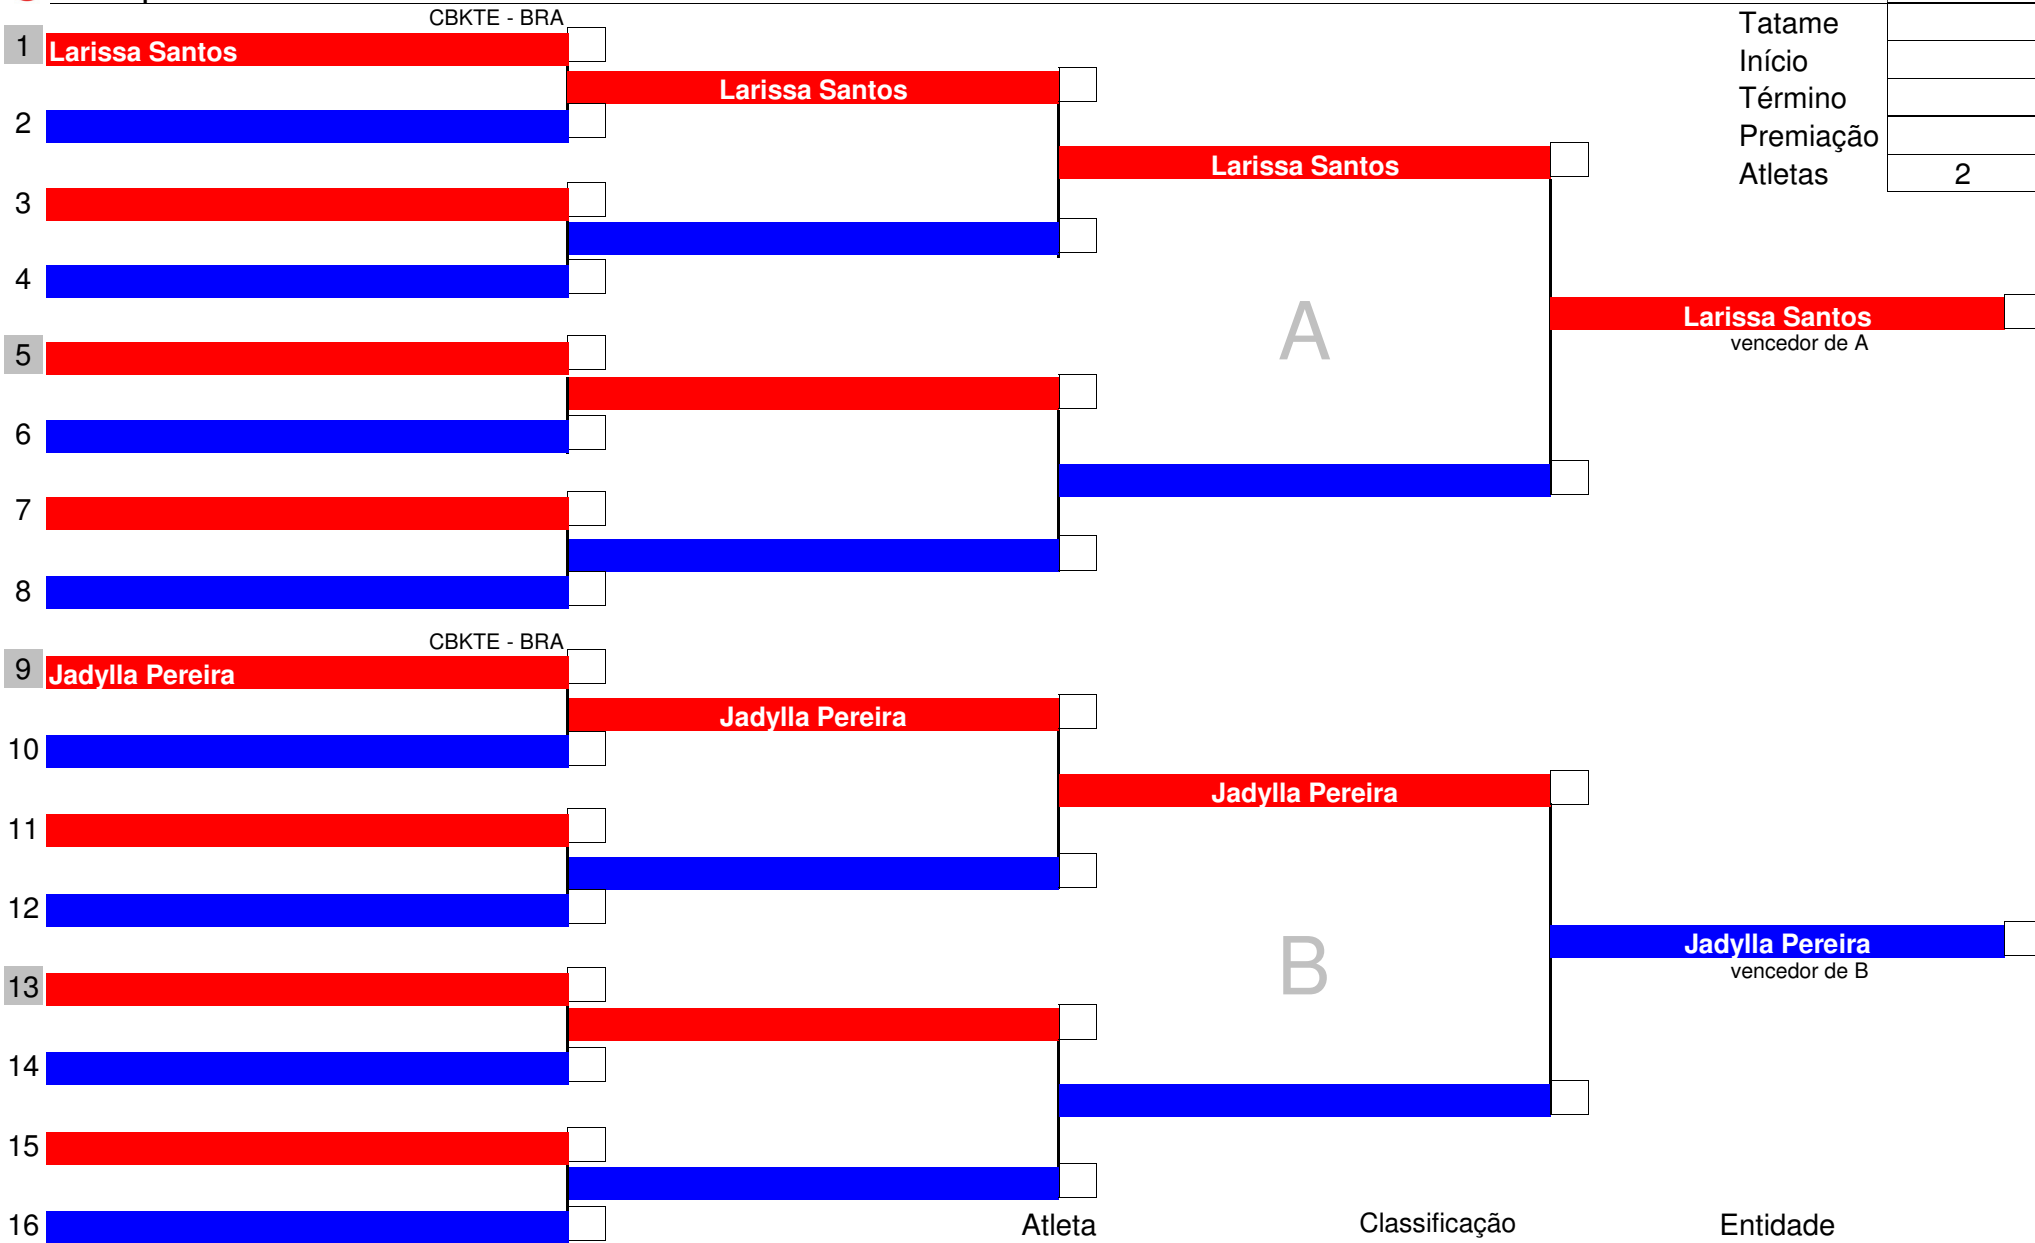 CBKTE - BRA
1 Larissa Santos
Larissa Santos
2
Larissa Santos
3
4
Larissa Santos
vencedor de A
A
5
6
7
8
CBKTE - BRA
9 Jadylla Pereira
Jadylla Pereira
10
Jadylla Pereira
11
12
Jadylla Pereira
vencedor de B
B
13
14
15
16
Tatame
Início
Término
Premiação
Atletas 2
Atleta Classificação Entidade